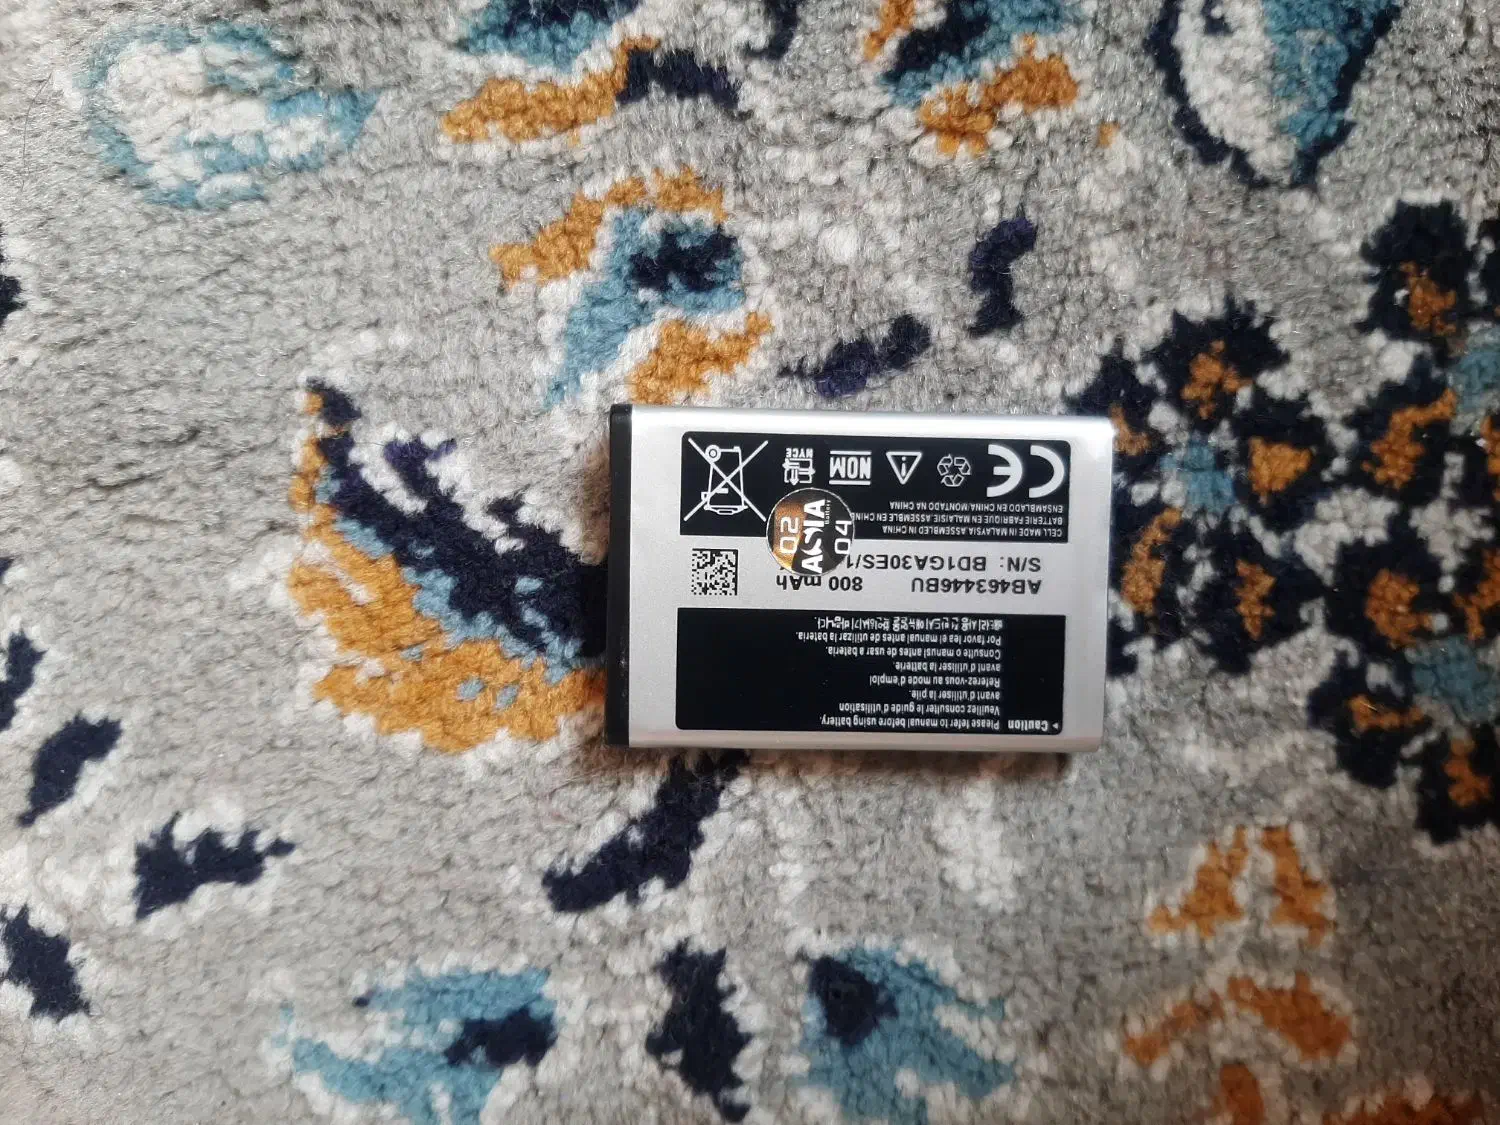 ▲ Caution
Please refer to manual before using battery.
Veuillez consulter le guide d'utilisation
avant d'utiliser la pile.
Referez-vous au mode d'emploi
avant d'utiliser la batterie.
Consulte o manual antes de usar a bateria.
Por favor lea el manual antes de utilizar la bateria.
AB463446BU 800 mAh
S/N: BD1GA30ES/1
CELL MADE IN MALAYSIA ASSEMBLED IN CHINA
BATTERIE FABRIQUE EN MALAISIE ASSEMBLE EN CHINE
ENSAMBLADO EN CHINA/MONTADO NA CHINA
CE NOM NYCE
02
ASIA
battery
04